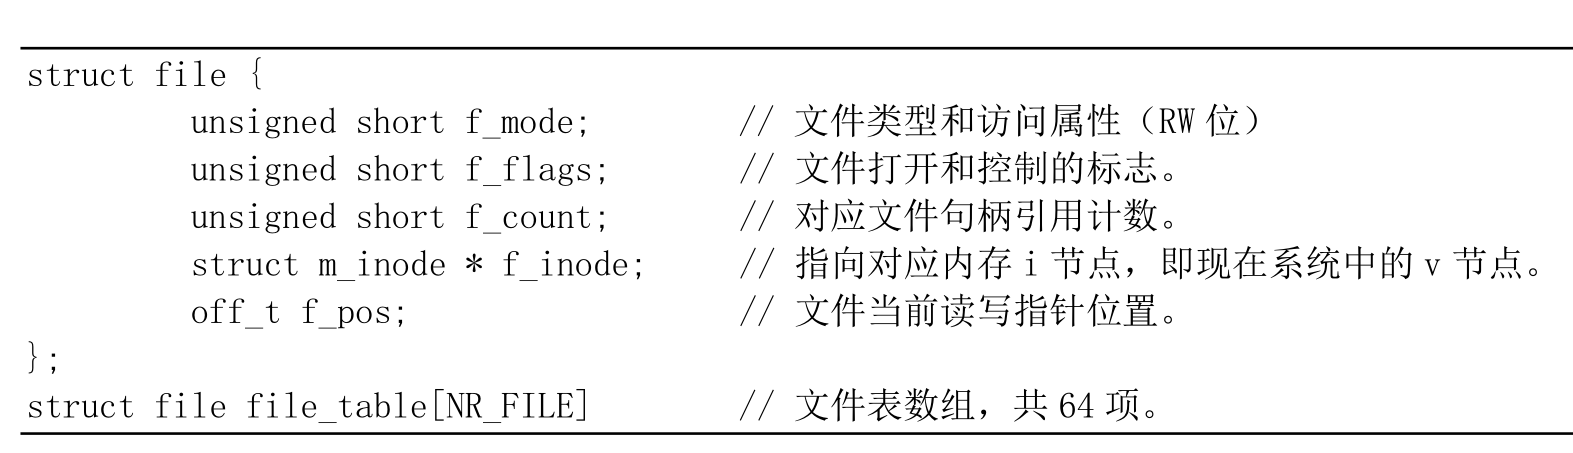 struct file {
unsigned short f_mode; // 文件类型和访问属性（RW 位）
unsigned short f_flags; // 文件打开和控制的标志。
unsigned short f_count; // 对应文件句柄引用计数。
struct m_inode * f_inode; // 指向对应内存 i 节点，即现在系统中的 v 节点。
off_t f_pos; // 文件当前读写指针位置。
};
struct file file_table[NR_FILE] // 文件表数组，共 64 项。